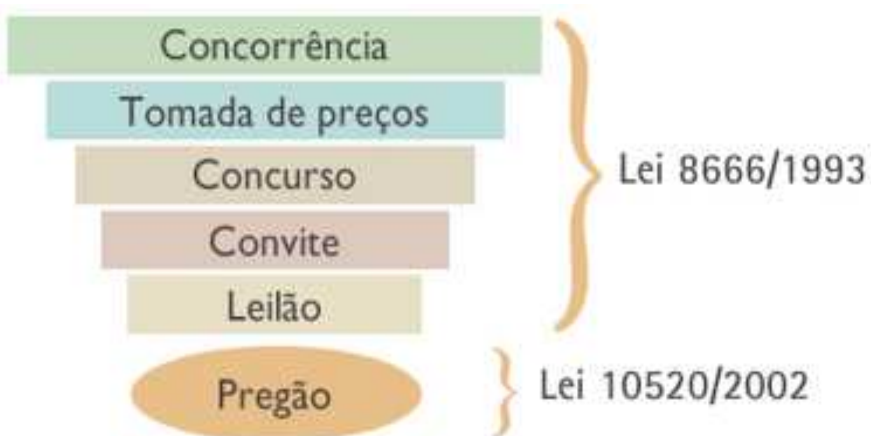 Concorrência
Tomada de preços
Concurso
Convite
Leilão
Lei 8666/1993
Pregão
Lei 10520/2002